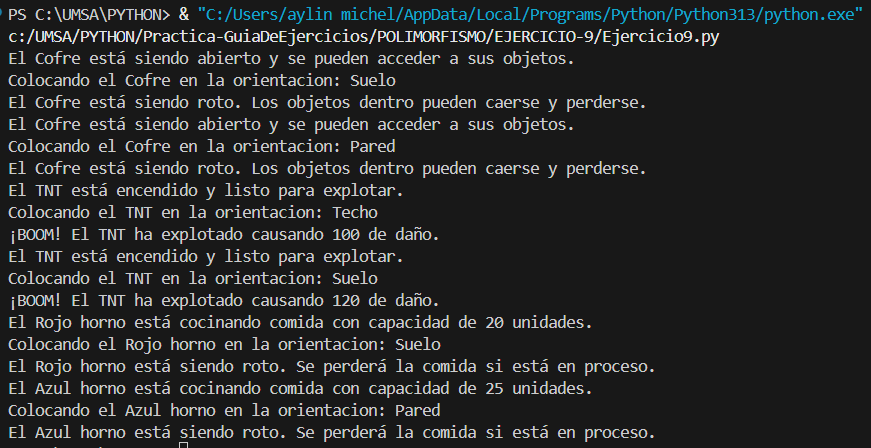 PS C:\UMSA\PYTHON> & "C:/Users/aylin michel/AppData/Local/Programs/Python/Python313/python.exe"
c:/UMSA/PYTHON/Practica-GuiaDeEjercicios/POLIMORFISMO/EJERCICIO-9/Ejercicio9.py
El Cofre está siendo abierto y se pueden acceder a sus objetos.
Colocando el Cofre en la orientacion: Suelo
El Cofre está siendo roto. Los objetos dentro pueden caerse y perderse.
El Cofre está siendo abierto y se pueden acceder a sus objetos.
Colocando el Cofre en la orientacion: Pared
El Cofre está siendo roto. Los objetos dentro pueden caerse y perderse.
El TNT está encendido y listo para explotar.
Colocando el TNT en la orientacion: Techo
¡BOOM! El TNT ha explotado causando 100 de daño.
El TNT está encendido y listo para explotar.
Colocando el TNT en la orientacion: Suelo
¡BOOM! El TNT ha explotado causando 120 de daño.
El Rojo horno está cocinando comida con capacidad de 20 unidades.
Colocando el Rojo horno en la orientacion: Suelo
El Rojo horno está siendo roto. Se perderá la comida si está en proceso.
El Azul horno está cocinando comida con capacidad de 25 unidades.
Colocando el Azul horno en la orientacion: Pared
El Azul horno está siendo roto. Se perderá la comida si está en proceso.